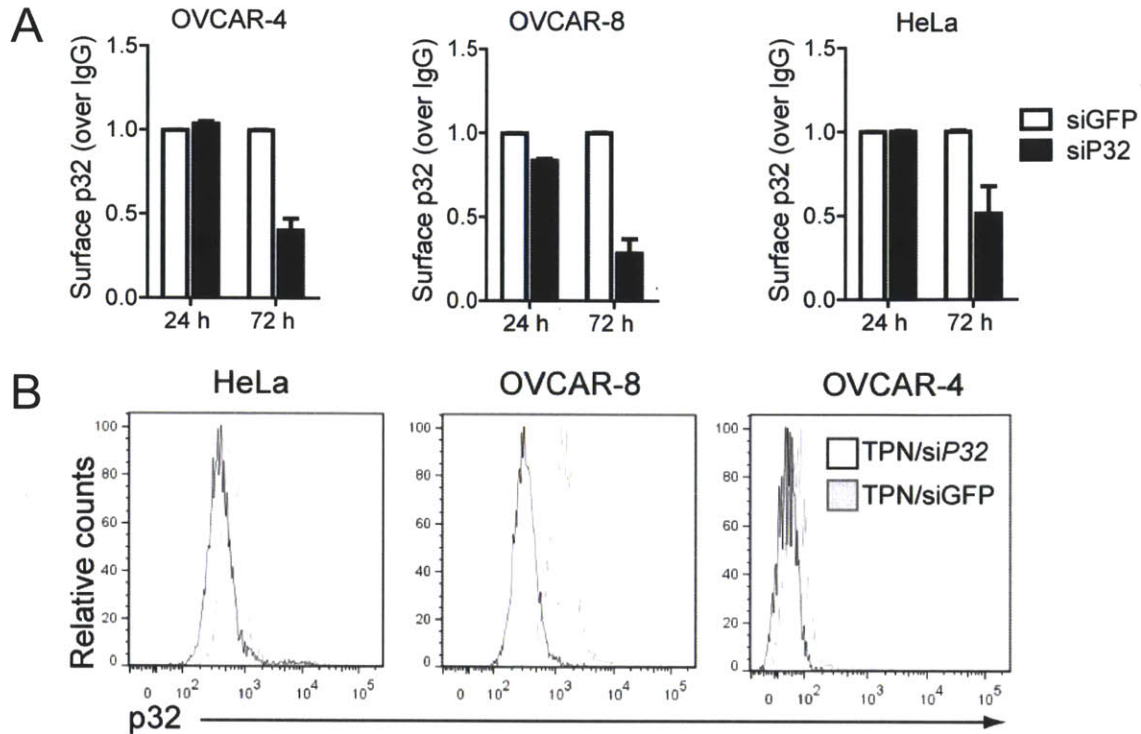 A
OVCAR-4
OVCAR-8
HeLa
Surface p32 (over IgG)
1.5
1.0
0.5
0.0
24 h 72 h
Surface p32 (over IgG)
1.5
1.0
0.5
0.0
24 h 72 h
Surface p32 (over IgG)
1.5
1.0
0.5
0.0
24 h 72 h
siGFP
siP32
B
HeLa
OVCAR-8
OVCAR-4
Relative counts
100
80
60
40
20
0
0 10² 10³ 10⁴ 10⁵
100
80
60
40
20
0
0 10² 10³ 10⁴ 10⁵
100
80
60
40
20
0
0 10² 10³ 10⁴ 10⁵
TPN/siP32
TPN/siGFP
p32